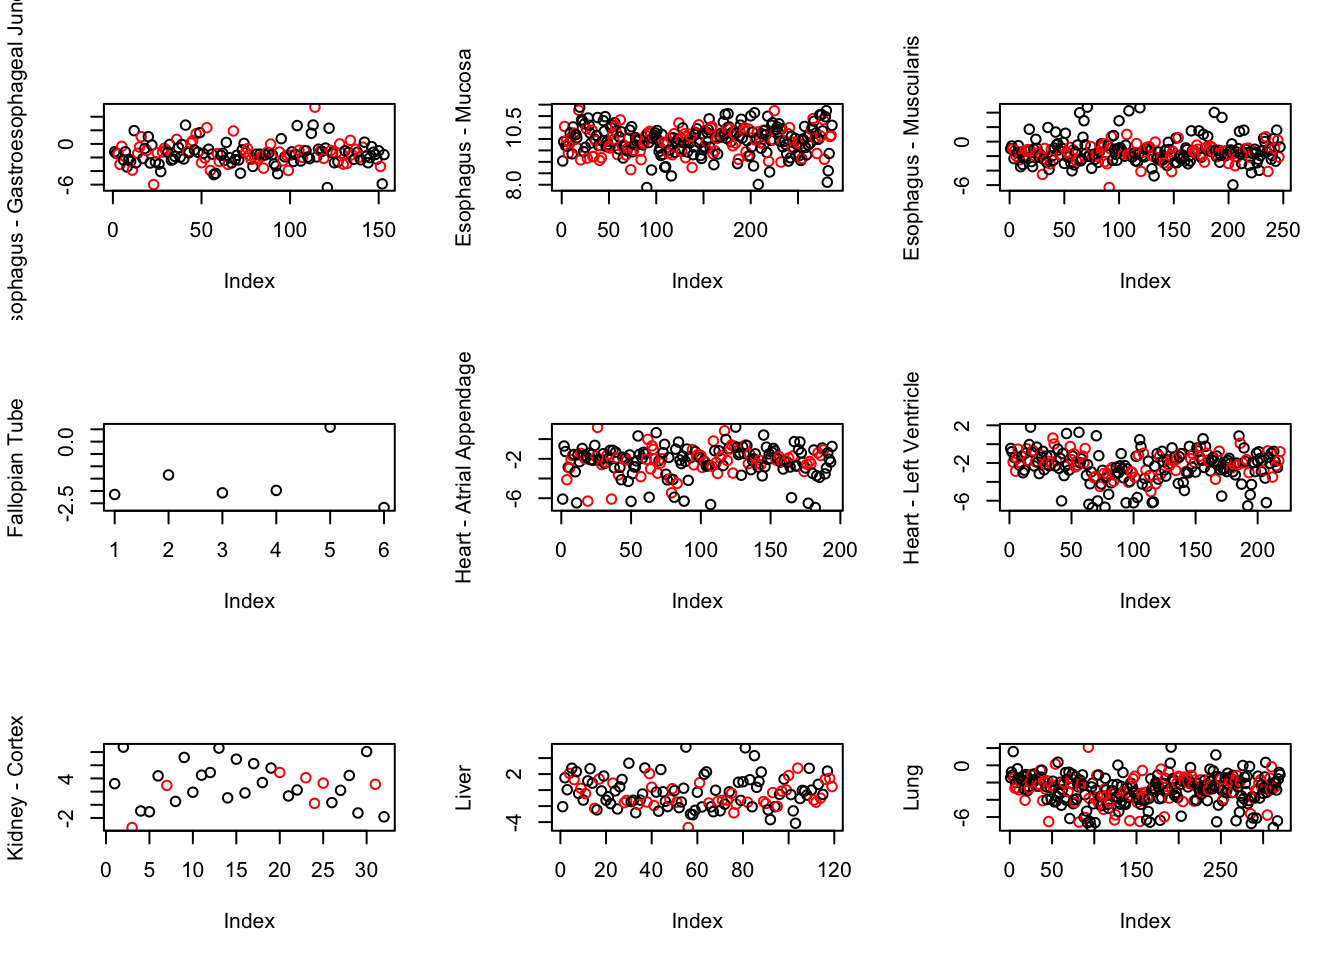 sophagus - Gastroesophageal Junc
0
-6
0 50 100 150
Index
Esophagus - Mucosa
10.5
8.0
0 50 100 200
Index
Esophagus - Muscularis
0
-6
0 50 100 150 200 250
Index
Fallopian Tube
0.0
-2.5
1 2 3 4 5 6
Index
Heart - Atrial Appendage
-2
-6
0 50 100 150 200
Index
Heart - Left Ventricle
2
-2
-6
0 50 100 150 200
Index
Kidney - Cortex
4
-2
0 5 10 15 20 25 30
Index
Liver
2
-4
0 20 40 60 80 120
Index
Lung
0
-6
0 50 150 250
Index